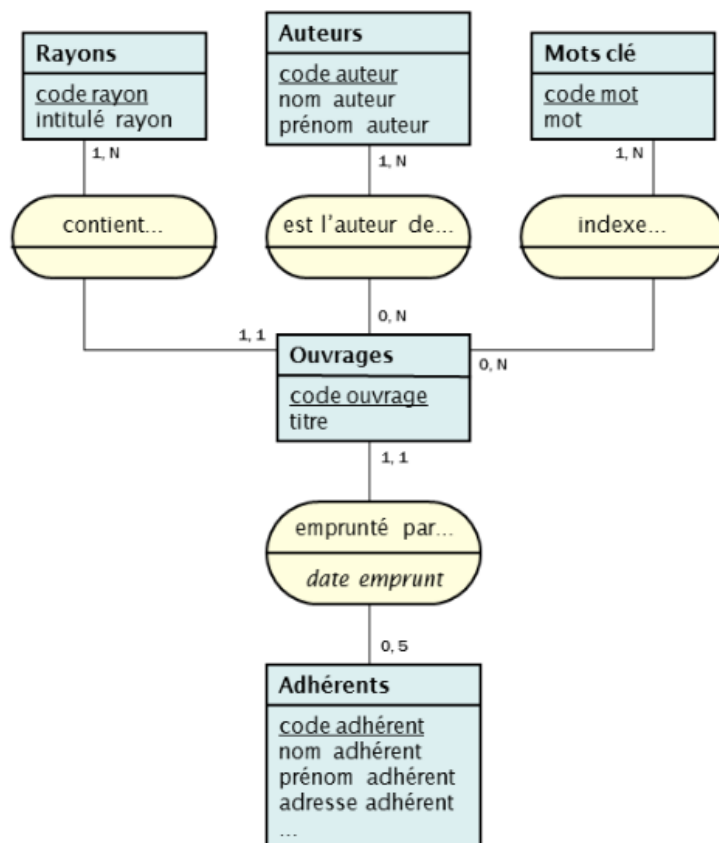 Rayons
code rayon
intitulé rayon
Auteurs
code auteur
nom auteur
prénom auteur
Mots clé
code mot
mot
1, N
1, N
1, N
contient...
est l'auteur de...
indexe...
1, 1
0, N
0, N
Ouvrages
code ouvrage
titre
1, 1
emprunté par...
date emprunt
0, 5
Adhérents
code adhérent
nom adhérent
prénom adhérent
adresse adhérent
...